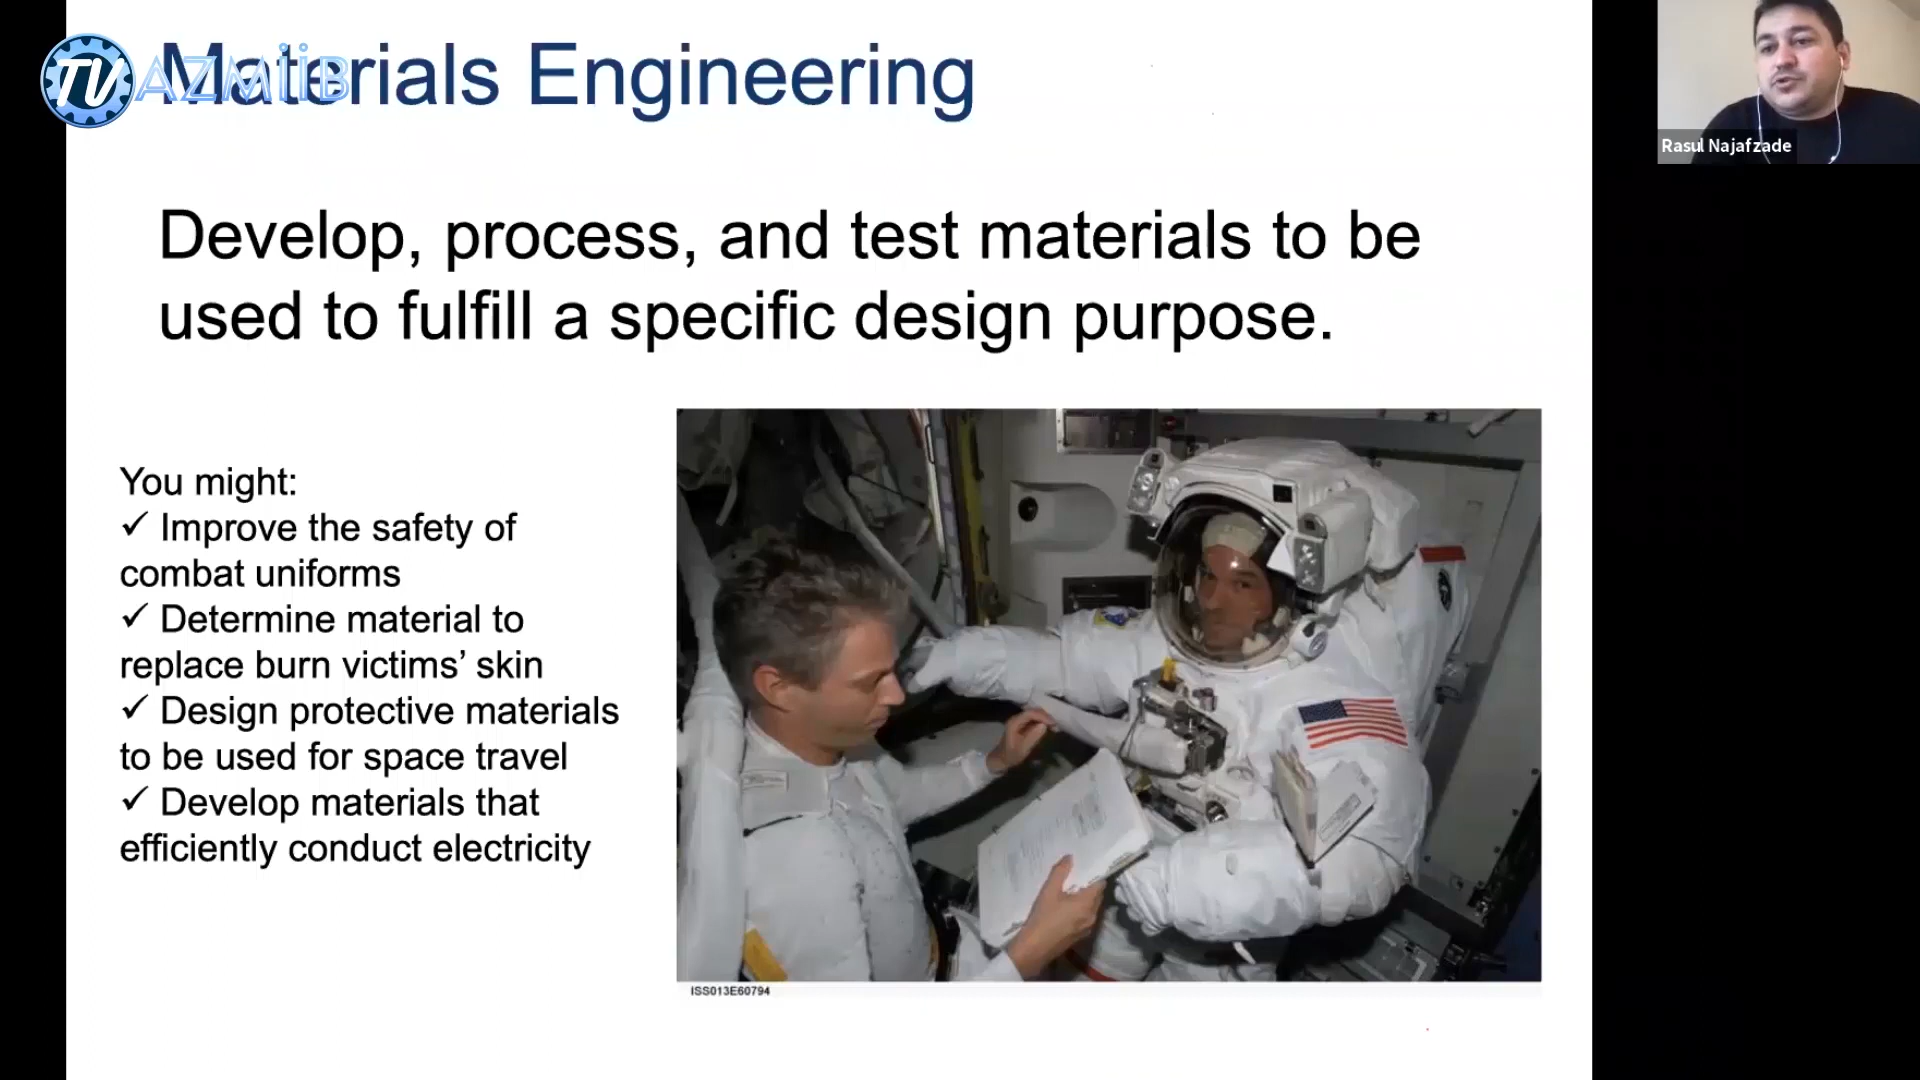 TV AZMİİB
Materials Engineering
Rasul Najafzade
Develop, process, and test materials to be
used to fulfill a specific design purpose.
You might:
✓ Improve the safety of
combat uniforms
✓ Determine material to
replace burn victims’ skin
✓ Design protective materials
to be used for space travel
✓ Develop materials that
efficiently conduct electricity
ISS013E60794